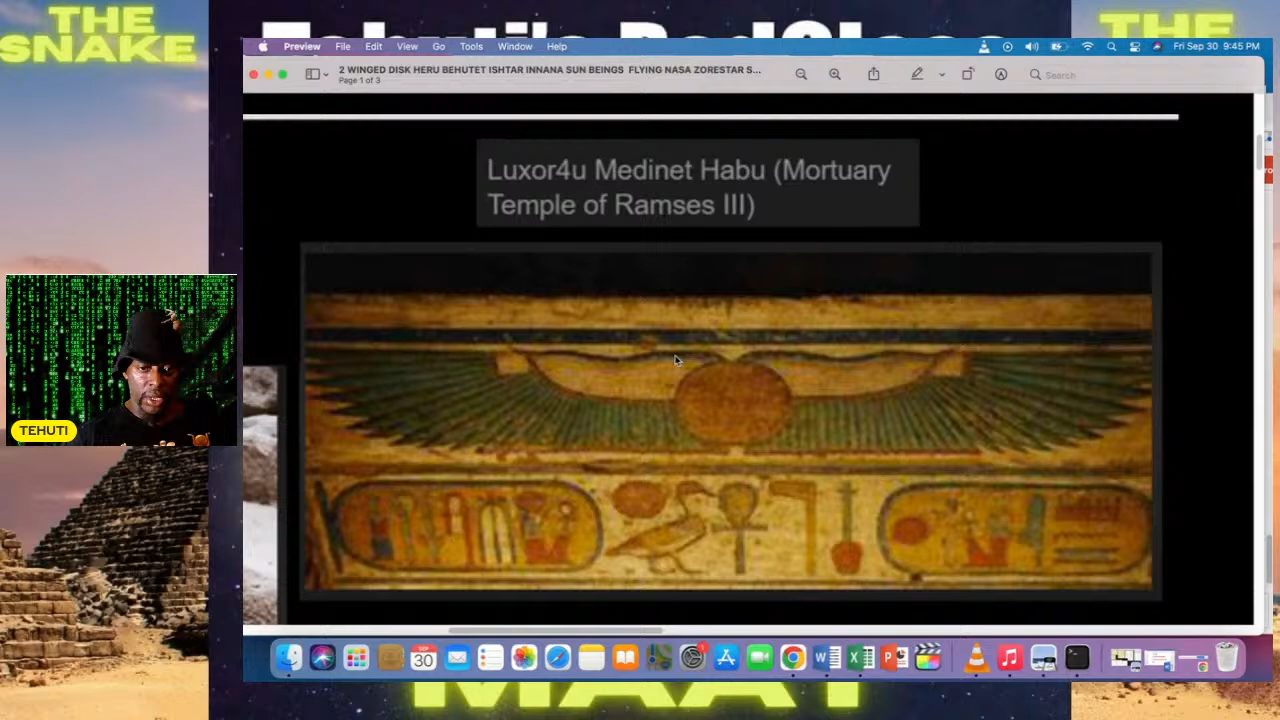 THE
SNAKE
THE
Preview File Edit View Go Tools Window Help
Fri Sep 30 9:45 PM
2 WINGED DISK HERU BEHUTET ISHTAR INNANA SUN BEINGS FLYING NASA ZORESTAR S...
Page 1 of 3
Search
Luxor4u Medinet Habu (Mortuary
Temple of Ramses III)
TEHUTI
SEP
30
MAAT